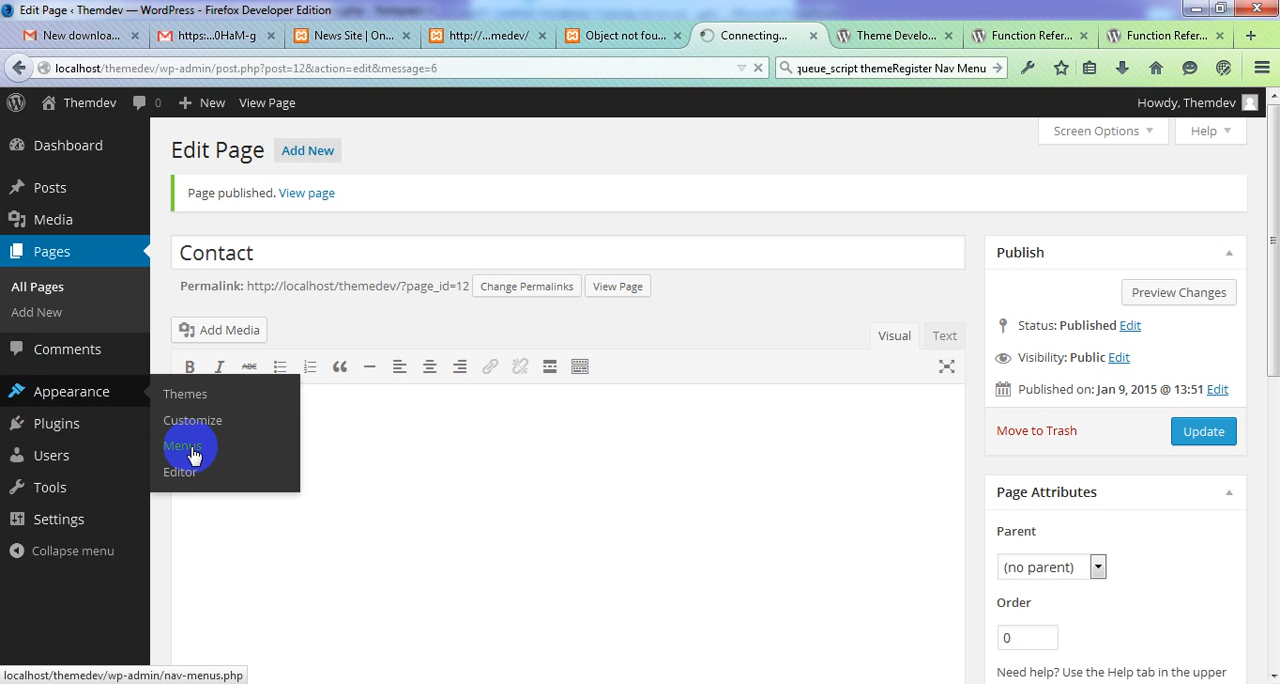 Edit Page ‹ Themdev — WordPress - Firefox Developer Edition
New downloa...
https:...0HaM-g
News Site | On...
http://...medev/
Object not fou...
Connecting...
Theme Develo...
Function Refer...
Function Refer...
localhost/themedev/wp-admin/post.php?post=12&action=edit&message=6
queue_script themeRegister Nav Menu
Themdev
0
New
View Page
Howdy, Themdev
Screen Options
Help
Edit Page
Add New
Page published. View page
Dashboard
Posts
Media
Pages
All Pages
Add New
Comments
Appearance
Plugins
Users
Tools
Settings
Collapse menu
Themes
Customize
Menus
Editor
Contact
Permalink: http://localhost/themedev/?page_id=12
Change Permalinks
View Page
Add Media
Visual
Text
B
I
ABC
Publish
Preview Changes
Status: Published Edit
Visibility: Public Edit
Published on: Jan 9, 2015 @ 13:51 Edit
Move to Trash
Update
Page Attributes
Parent
(no parent)
Order
0
Need help? Use the Help tab in the upper
localhost/themedev/wp-admin/nav-menus.php